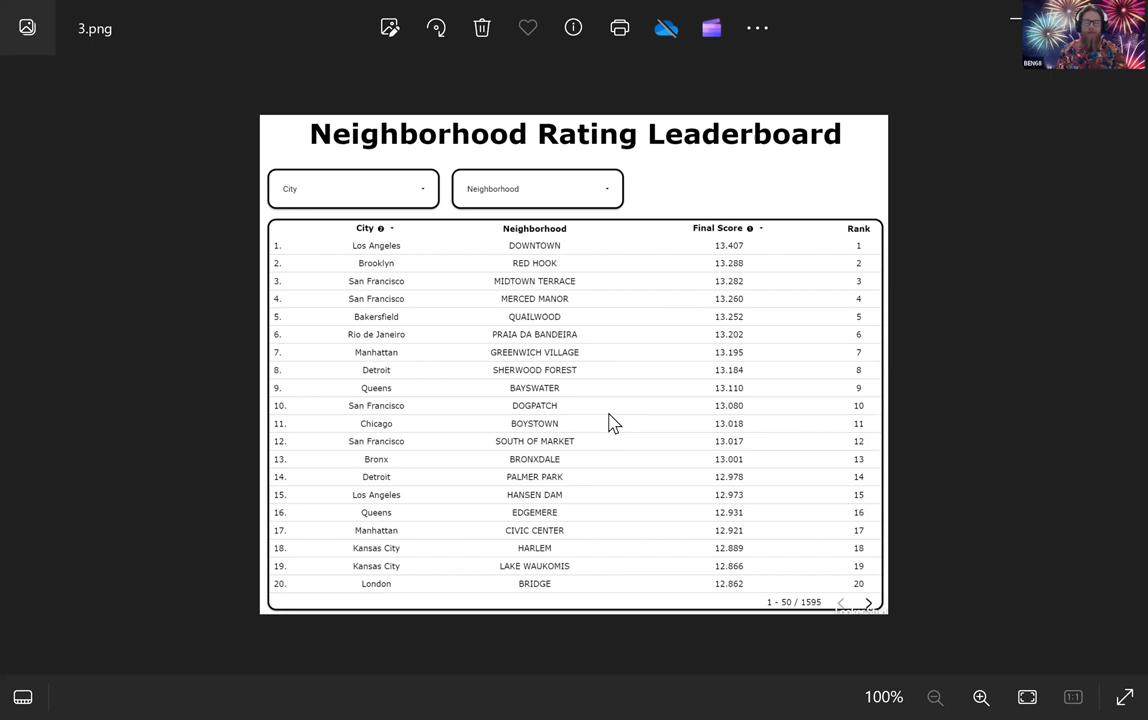 3.png
BEN68
Neighborhood Rating Leaderboard
City Neighborhood
City Neighborhood Final Score Rank
1. Los Angeles DOWNTOWN 13.407 1
2. Brooklyn RED HOOK 13.288 2
3. San Francisco MIDTOWN TERRACE 13.282 3
4. San Francisco MERCED MANOR 13.260 4
5. Bakersfield QUAILWOOD 13.252 5
6. Rio de Janeiro PRAIA DA BANDEIRA 13.202 6
7. Manhattan GREENWICH VILLAGE 13.195 7
8. Detroit SHERWOOD FOREST 13.184 8
9. Queens BAYSWATER 13.110 9
10. San Francisco DOGPATCH 13.080 10
11. Chicago BOYSTOWN 13.018 11
12. San Francisco SOUTH OF MARKET 13.017 12
13. Bronx BRONXDALE 13.001 13
14. Detroit PALMER PARK 12.978 14
15. Los Angeles HANSEN DAM 12.973 15
16. Queens EDGEMERE 12.931 16
17. Manhattan CIVIC CENTER 12.921 17
18. Kansas City HARLEM 12.889 18
19. Kansas City LAKE WAUKOMIS 12.866 19
20. London BRIDGE 12.862 20
1 - 50 / 1595
100% 1:1